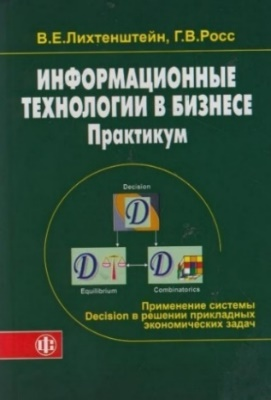 В.Е.Лихтенштейн, Г.В.Росс
ИНФОРМАЦИОННЫЕ
ТЕХНОЛОГИИ В БИЗНЕСЕ
Практикум
Decision
D
D
D
Equilibrium
Combinatorics
Применение системы
Decision в решении прикладных
экономических задач